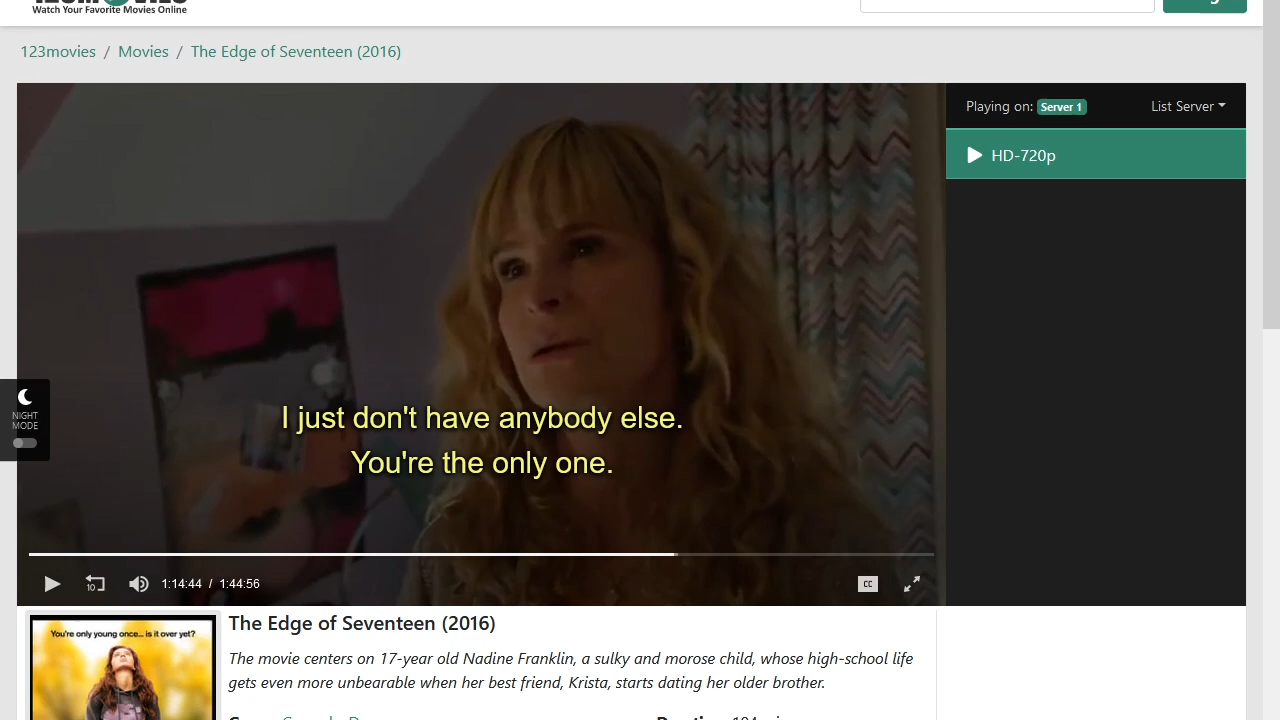 Watch Your Favorite Movies Online
123movies / Movies / The Edge of Seventeen (2016)
Playing on: Server 1
List Server
HD-720p
NIGHT
MODE
I just don't have anybody else.
You're the only one.
10
1:14:44 / 1:44:56
CC
The Edge of Seventeen (2016)
You're only young once... is it over yet?
The movie centers on 17-year old Nadine Franklin, a sulky and morose child, whose high-school life
gets even more unbearable when her best friend, Krista, starts dating her older brother.